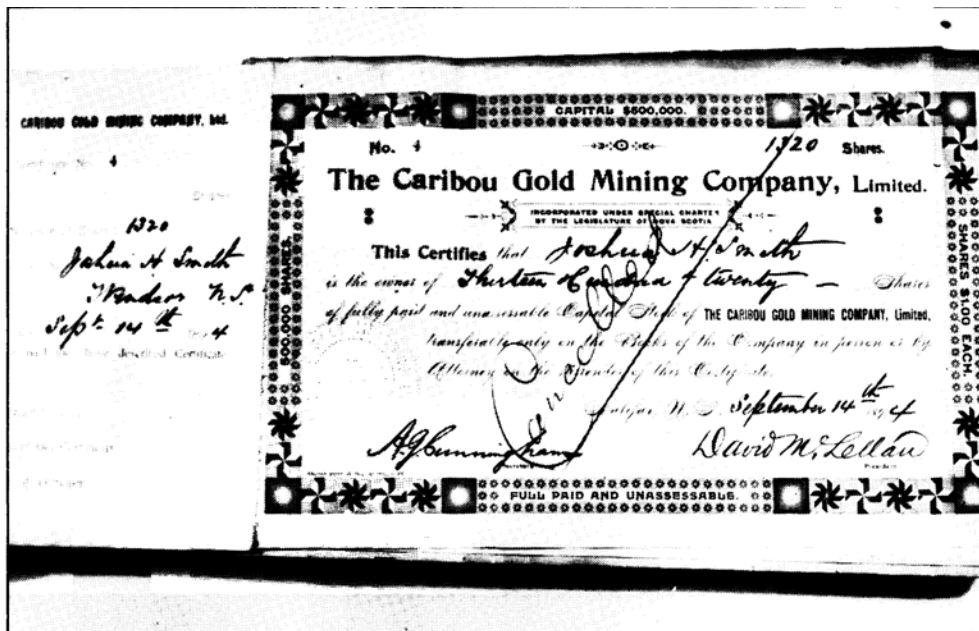 CARIBOU GOLD MINING COMPANY, Ltd.
No. 4
Shares
1320
Joshua H Smith
Windsor N.S.
Sept 14th 4
described Certificate
CAPITAL $500,000.
No. 4
1320 Shares.
The Caribou Gold Mining Company, Limited.
INCORPORATED UNDER SPECIAL CHARTER
BY THE LEGISLATURE OF NOVA SCOTIA
This Certifies that Joshua H. Smith
is the owner of Thirteen Hundred & twenty — Shares
of fully paid and unassessable Capital Stock of THE CARIBOU GOLD MINING COMPANY, Limited,
transferable only on the Books of the Company in person or by
Attorney on the Surrender of this Certificate.
Halifax N. S. September 14th 1894
Cancelled
A.G. Cunningham
David McLellan
Secretary
President
FULL PAID AND UNASSESSABLE.
500,000 SHARES.
SHARES $1.00 EACH.